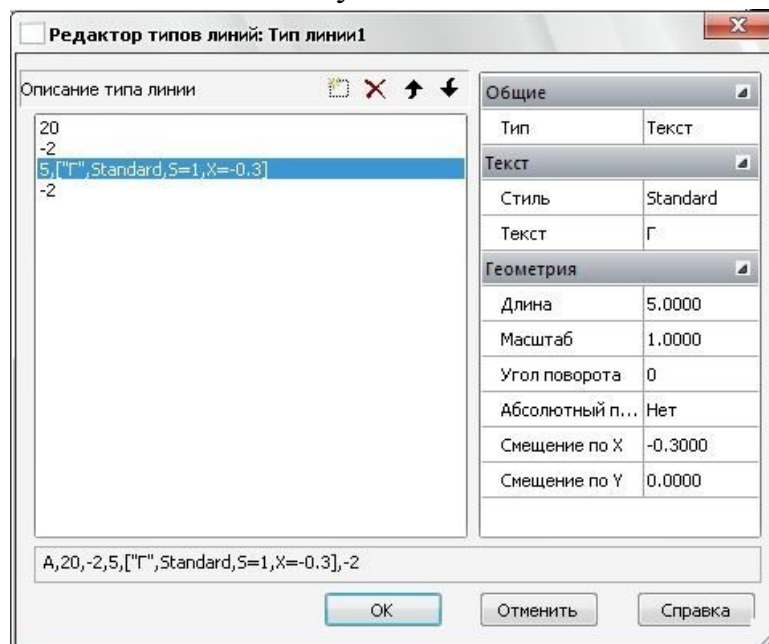 Редактор типов линий: Тип линии1
Описание типа линии
20
-2
5,["Г",Standard,S=1,X=-0.3]
-2
Общие
Тип Текст
Текст
Стиль Standard
Текст Г
Геометрия
Длина 5.0000
Масштаб 1.0000
Угол поворота 0
Абсолютный п... Нет
Смещение по X -0.3000
Смещение по Y 0.0000
A,20,-2,5,["Г",Standard,S=1,X=-0.3],-2
OK Отменить Справка